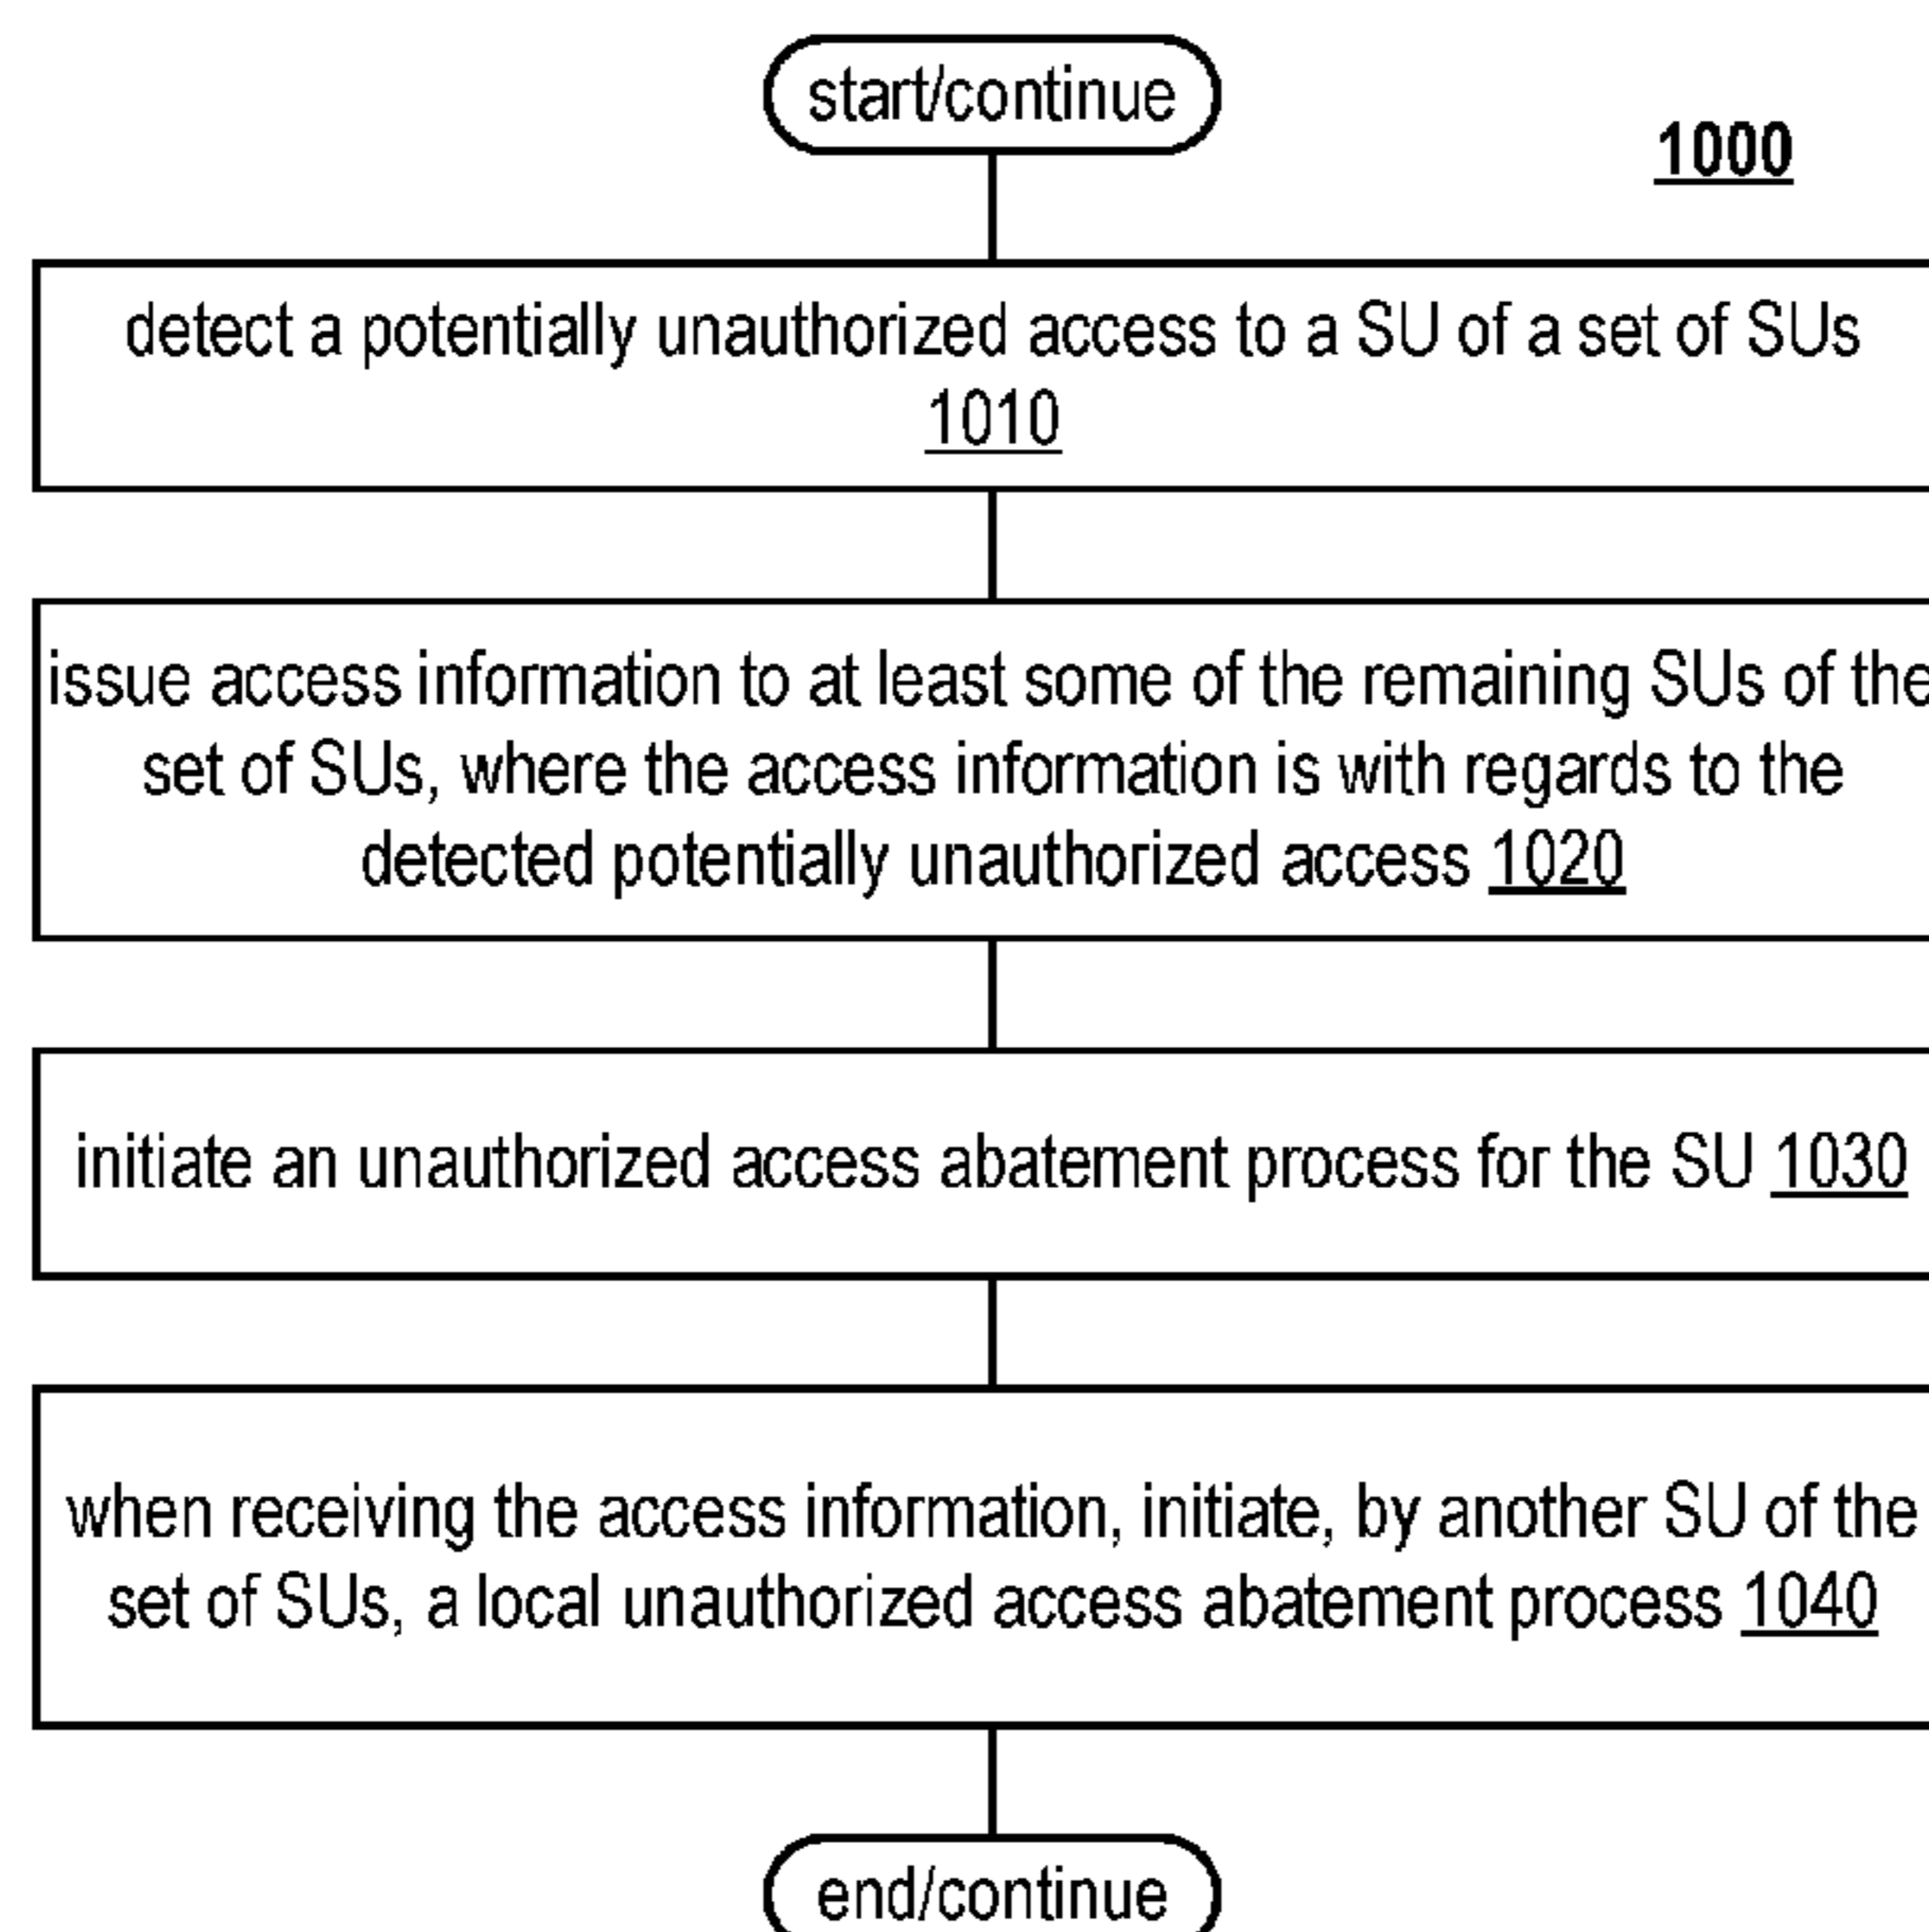 start/continue
1000
detect a potentially unauthorized access to a SU of a set of SUs
1010
issue access information to at least some of the remaining SUs of the
set of SUs, where the access information is with regards to the
detected potentially unauthorized access 1020
initiate an unauthorized access abatement process for the SU 1030
when receiving the access information, initiate, by another SU of the
set of SUs, a local unauthorized access abatement process 1040
end/continue